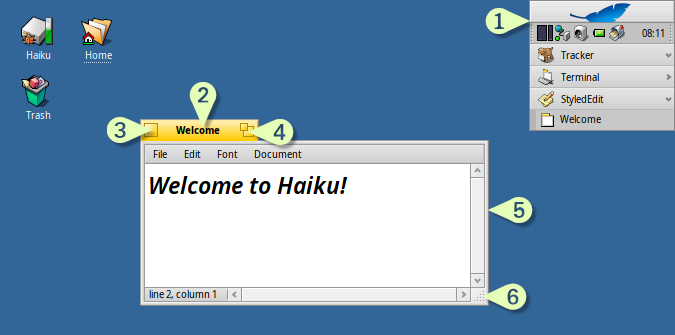 1
08:11
Haiku
Home
Tracker
Terminal
Trash
StyledEdit
2
Welcome
3
Welcome
4
File Edit Font Document
Welcome to Haiku!
5
line 2, column 1
6